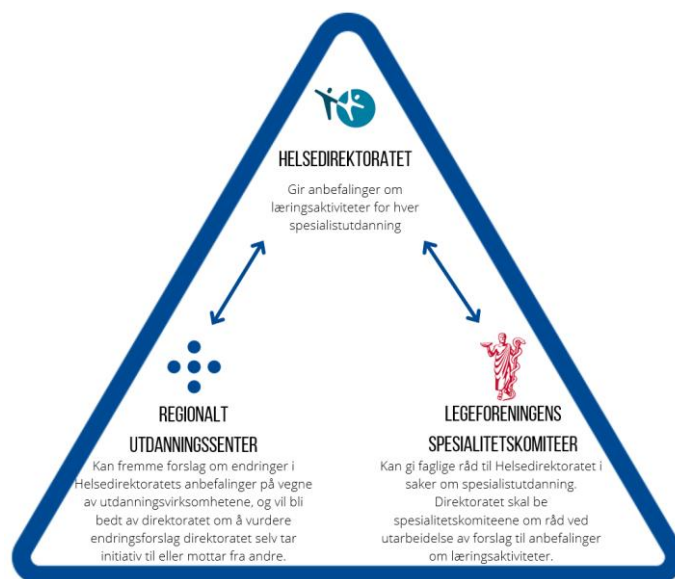 HELSEDIREKTORATET
Gir anbefalinger om
læringsaktiviteter for hver
spesialistutdanning
REGIONALT
UTDANNINGSSENTER
Kan fremme forslag om endringer i
Helsedirektoratets anbefalinger på vegne
av utdanningsvirksomhetene, og vil bli
bedt av direktoratet om å vurdere
endringsforslag direktoratet selv tar
initiativ til eller mottar fra andre.
LEGEFORENINGENS
SPESIALITETSKOMITEER
Kan gi faglige råd til Helsedirektoratet i
saker om spesialistutdanning.
Direktoratet skal be
spesialitetskomiteene om råd ved
utarbeidelse av forslag til anbefalinger
om læringsaktiviteter.